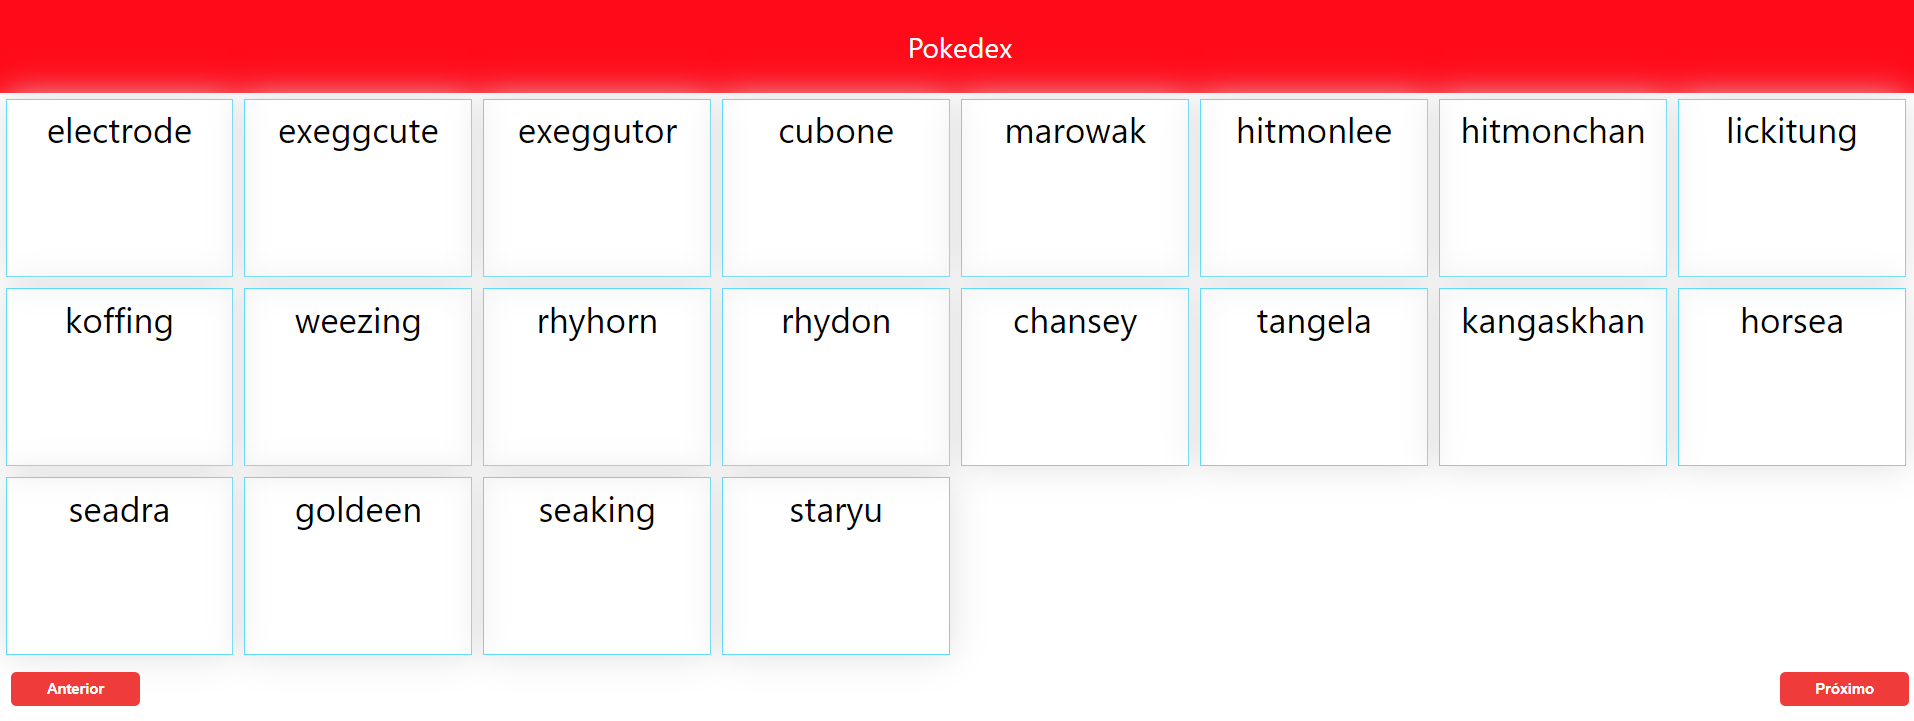 Pokedex
electrode exeggcute exeggutor cubone marowak hitmonlee hitmonchan lickitung
koffing weezing rhyhorn rhydon chansey tangela kangaskhan horsea
seadra goldeen seaking staryu
Anterior Próximo